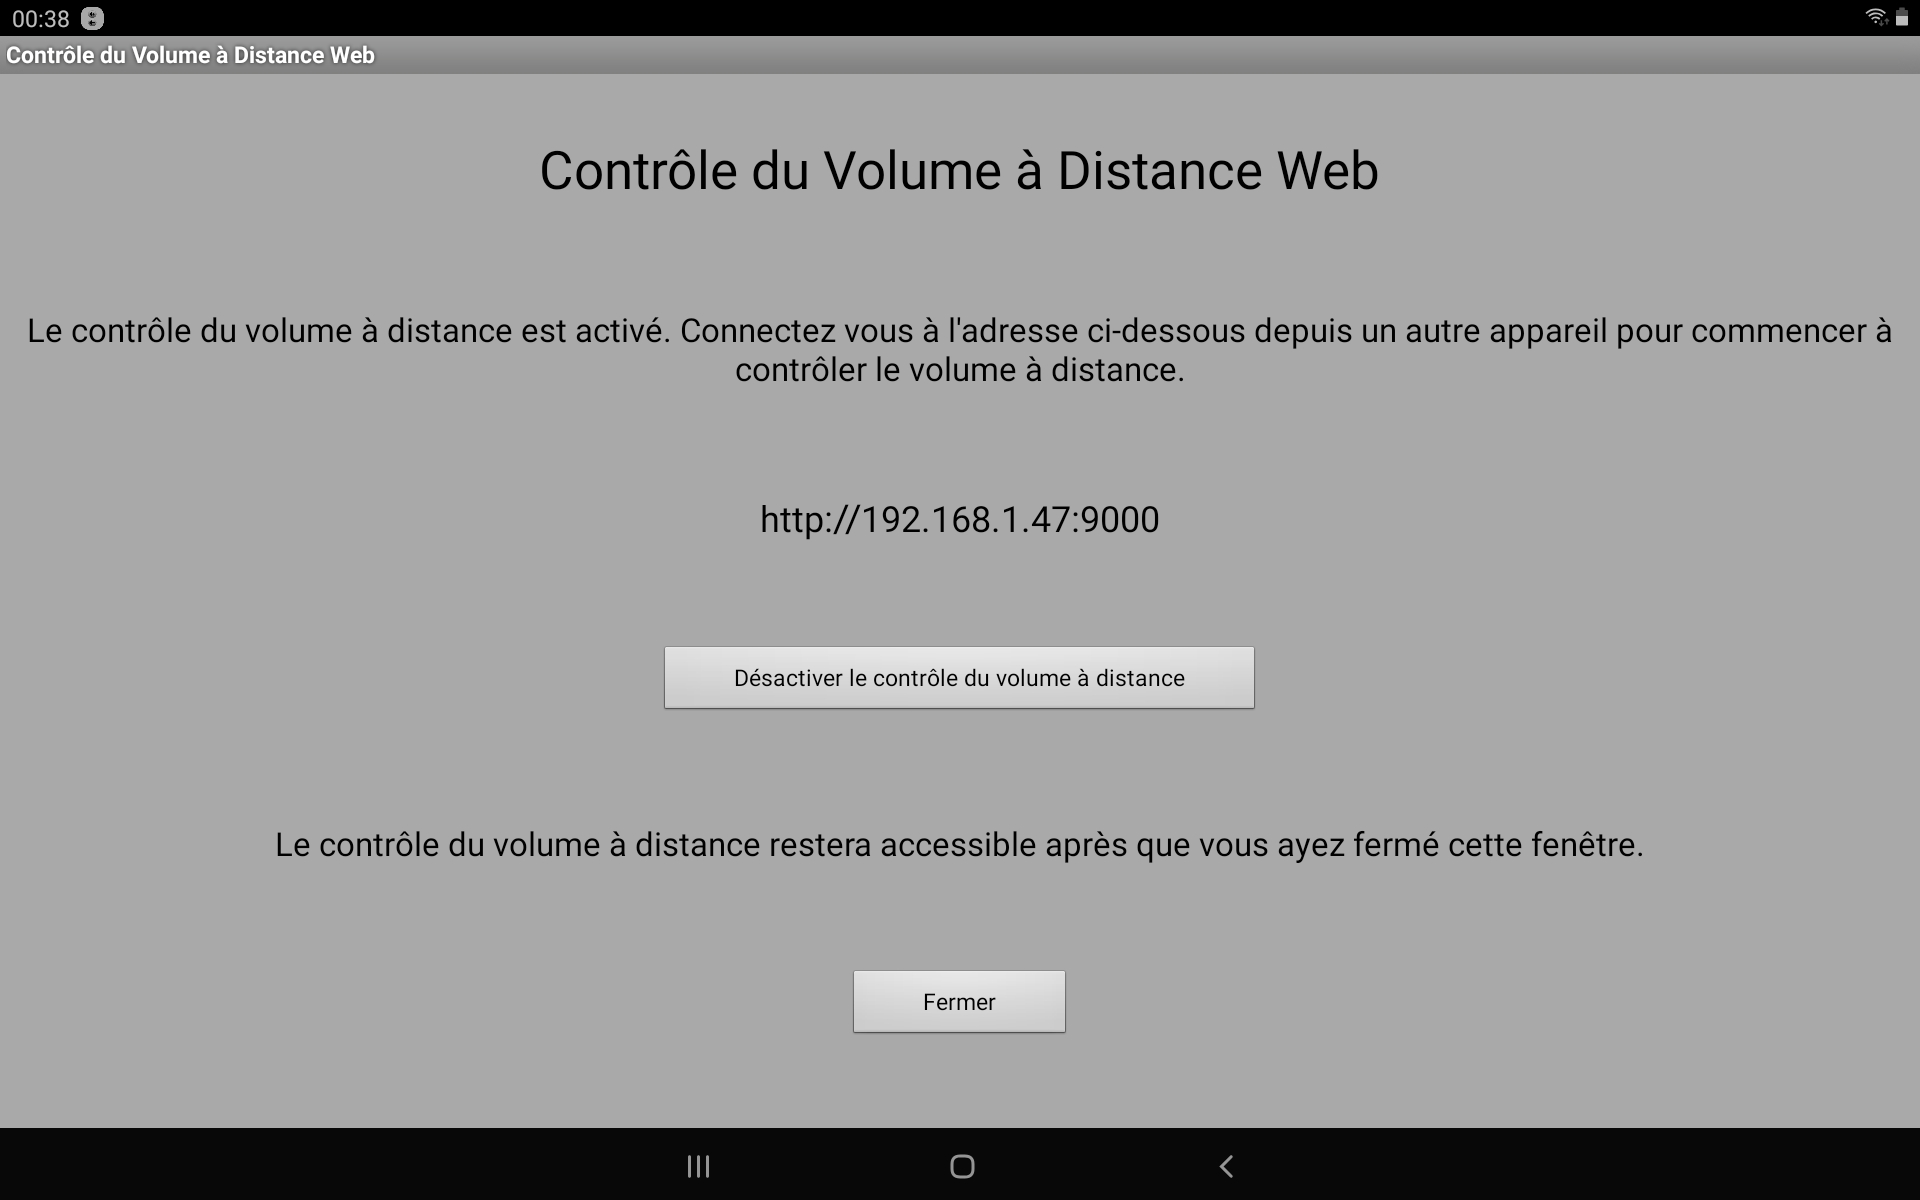 00:38
Contrôle du Volume à Distance Web
Contrôle du Volume à Distance Web
Le contrôle du volume à distance est activé. Connectez vous à l'adresse ci-dessous depuis un autre appareil pour commencer à
contrôler le volume à distance.
http://192.168.1.47:9000
Désactiver le contrôle du volume à distance
Le contrôle du volume à distance restera accessible après que vous ayez fermé cette fenêtre.
Fermer